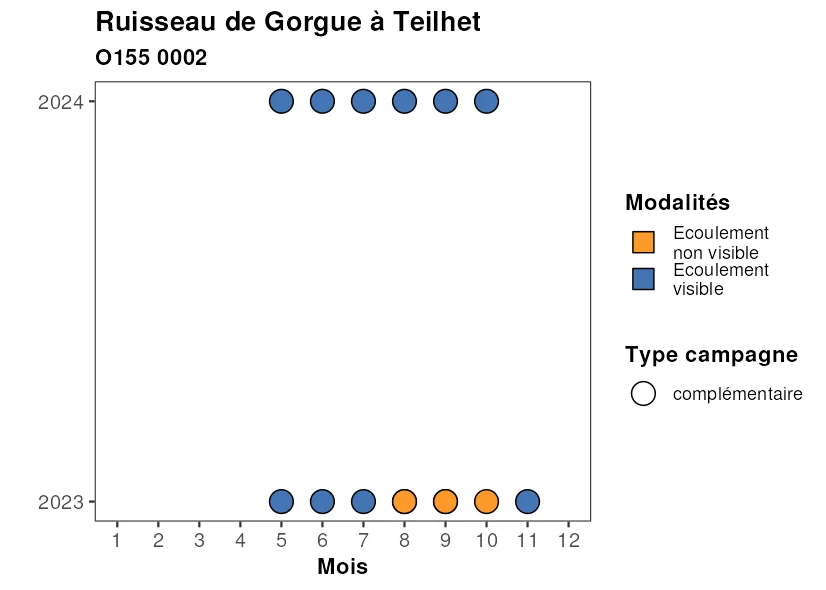 Ruisseau de Gorgue à Teilhet
O155 0002
2024
2023
1 2 3 4 5 6 7 8 9 10 11 12
Mois
Modalités
Ecoulement
non visible
Ecoulement
visible
Type campagne
complémentaire